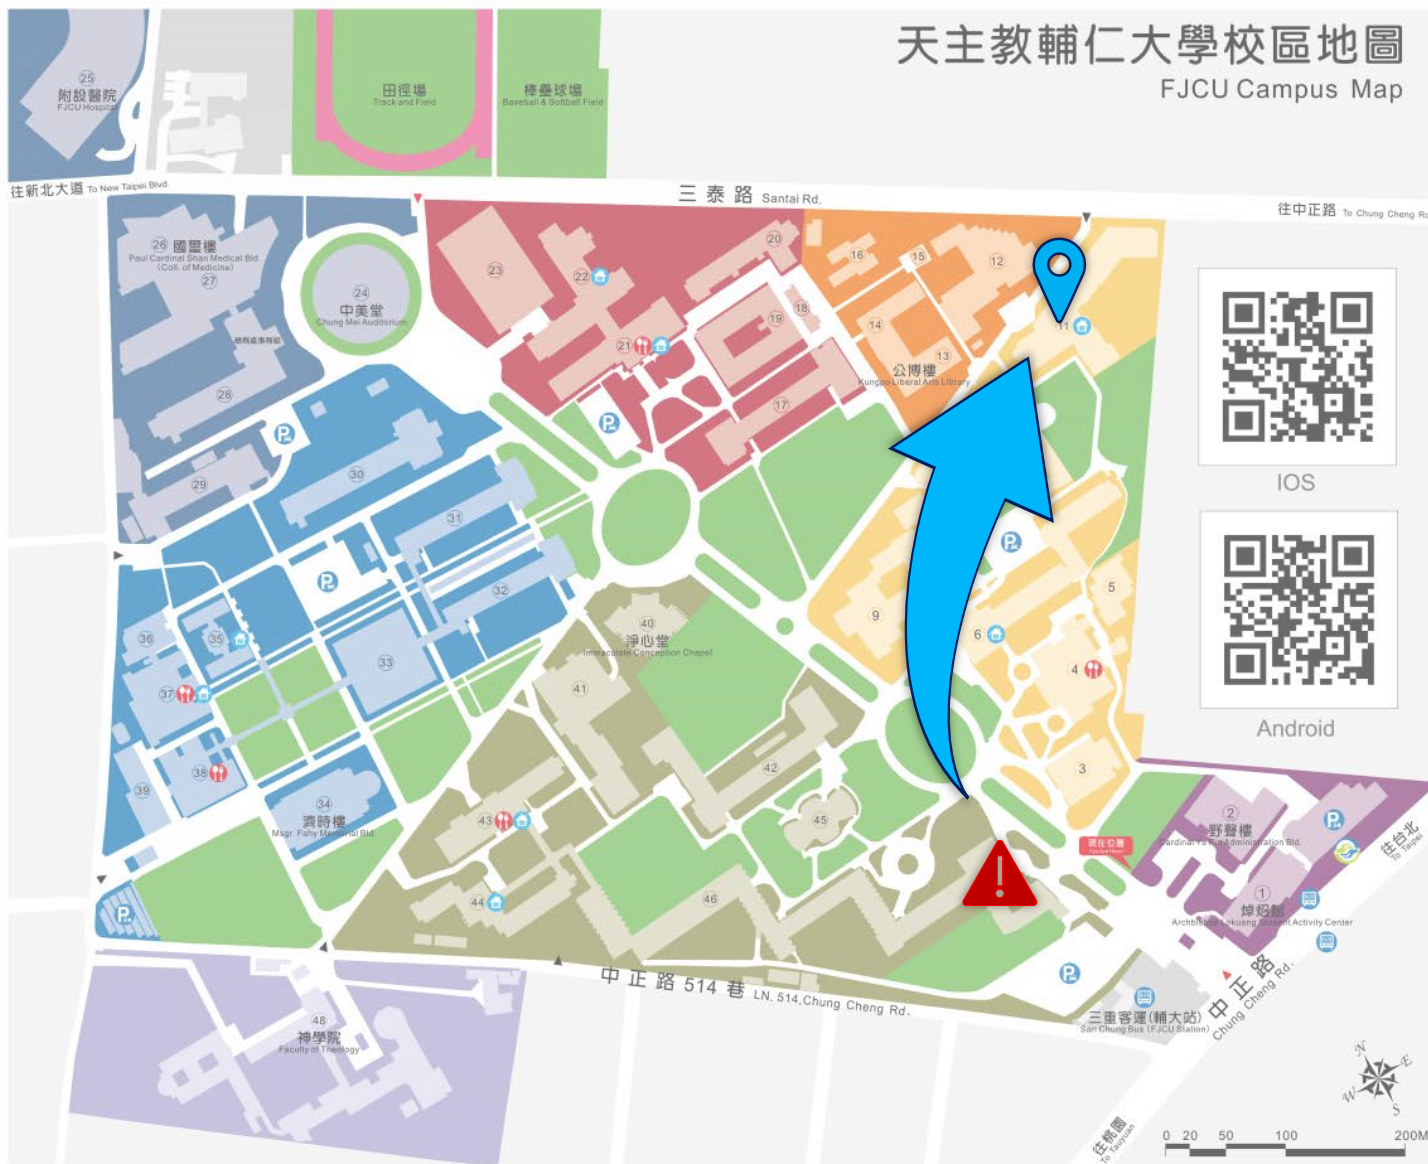 天主教輔仁大學校區地圖
FJCU Campus Map
25
附設醫院
FJCU Hospital
田徑場
Track and Field
棒壘球場
Baseball & Softball Field
往新北大道 To New Taipei Blvd.
三泰路 Santai Rd.
往中正路 To Chung Cheng Rd.
26 國璽樓
Paul Cardinal Shan Medical Bld.
(Coll. of Medicine)
27
24
中美堂
Chung Mei Auditorium
28
29
23
22
21
20
19
18
17
16
15
14
13
12
11
公博樓
Kungpo Liberal Arts Library
IOS
Android
30
31
32
33
35
36
37
38
39
34
濟時樓
Msgr. Fahy Memorial Bld.
9
6
5
4
3
40
淨心堂
Immaculate Conception Chapel
41
42
43
44
45
46
現在位置
You Are Here
2
野聲樓
Cardinal Yu Pin Administration Bld.
1
焯炤館
Archbishop Lokuang Student Activity Center
往台北
To Taipei
中正路
Chung Cheng Rd.
三重客運(輔大站)
San Chung Bus (FJCU Station)
中正路 514 巷 LN. 514,Chung Cheng Rd.
48
神學院
Faculty of Theology
往桃園
To Taoyuan
N
E
W
S
0 20 50 100 200M